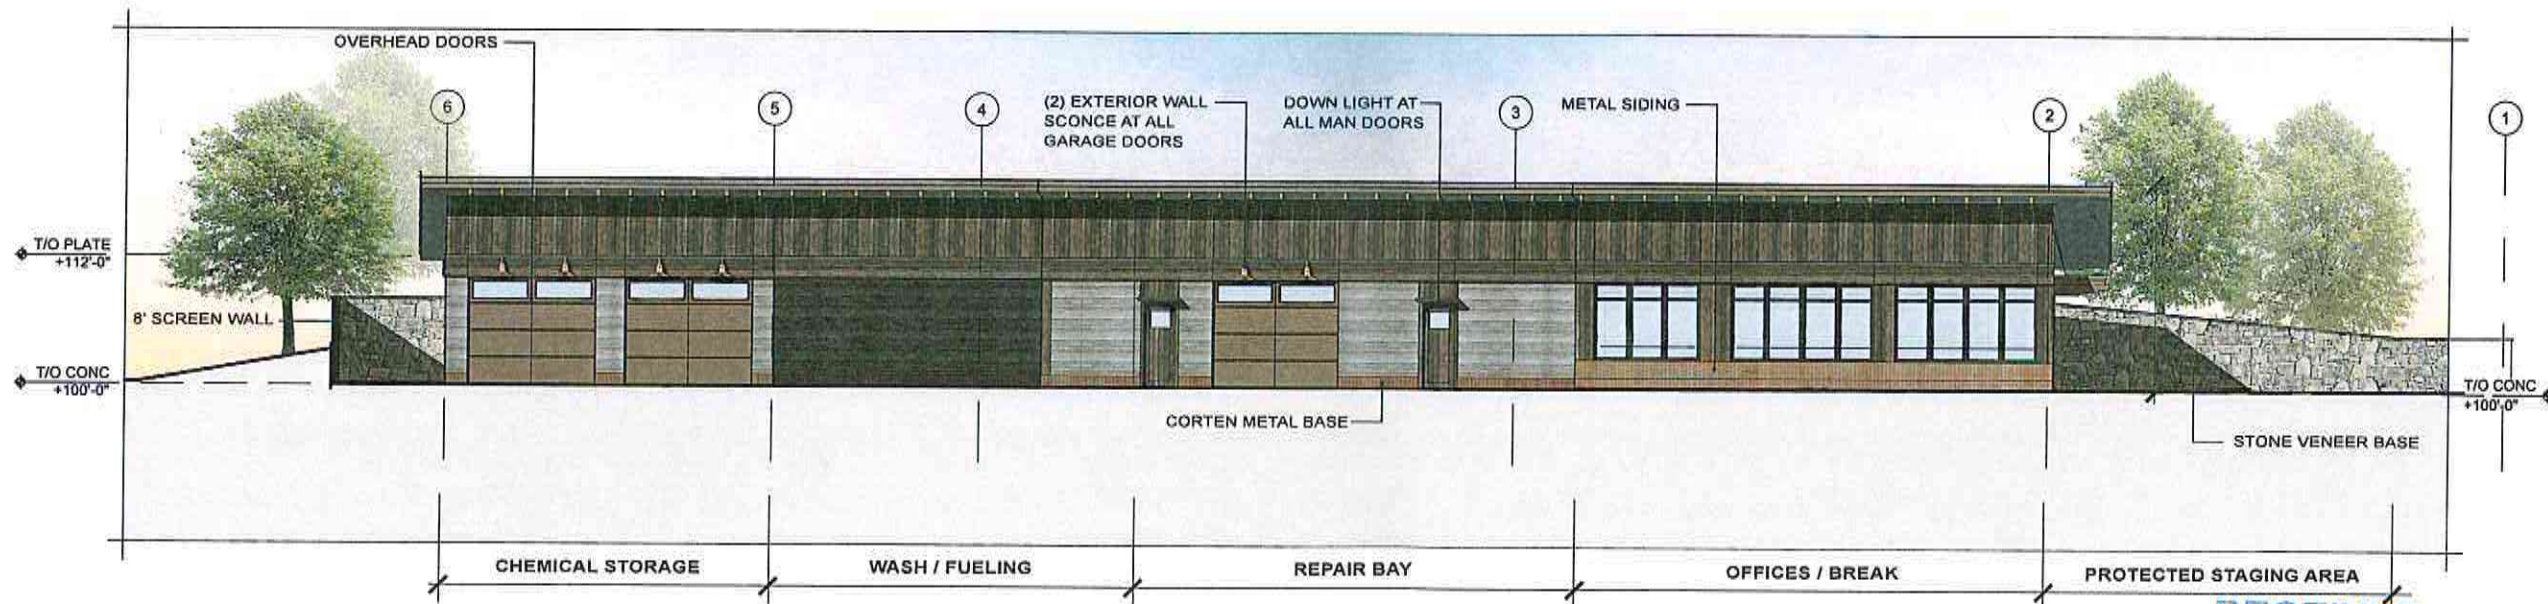 OVERHEAD DOORS
6
5
4
(2) EXTERIOR WALL
SCONCE AT ALL
GARAGE DOORS
DOWN LIGHT AT
ALL MAN DOORS
3
METAL SIDING
2
1
T/O PLATE
+112'-0"
8' SCREEN WALL
T/O CONC
+100'-0"
T/O CONC
+100'-0"
CORTEN METAL BASE
STONE VENEER BASE
CHEMICAL STORAGE
WASH / FUELING
REPAIR BAY
OFFICES / BREAK
PROTECTED STAGING AREA